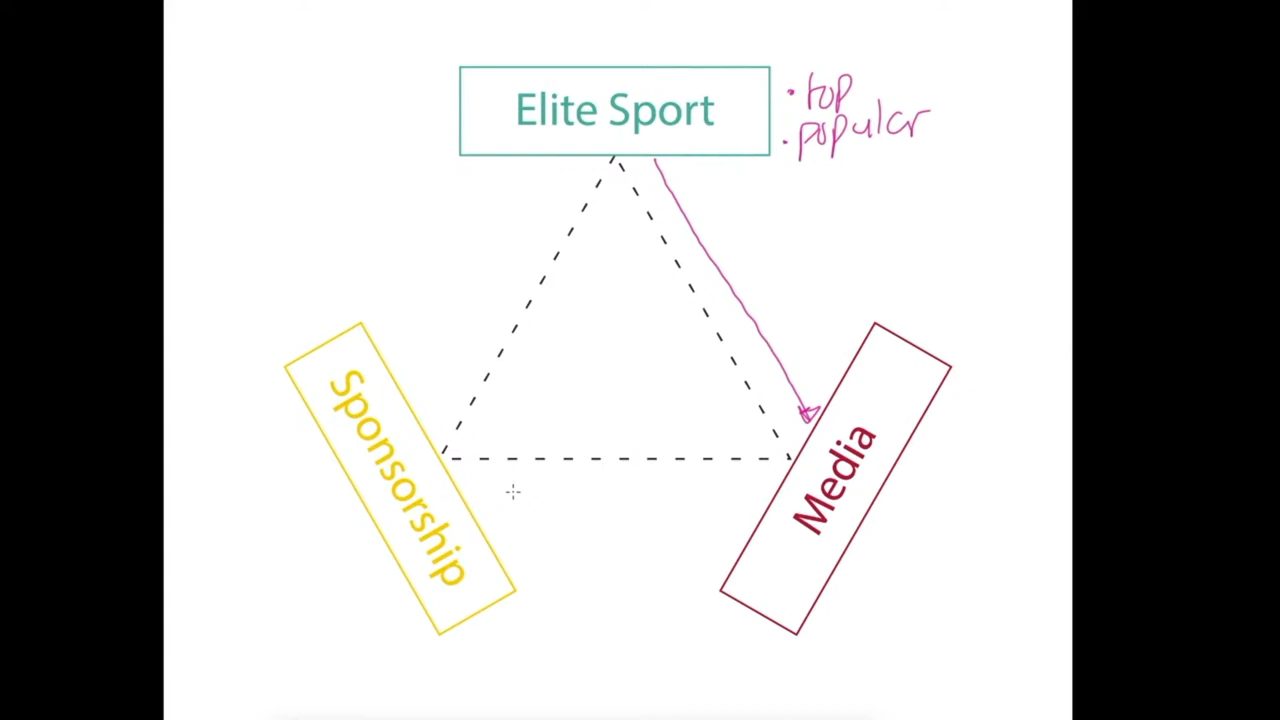 Elite Sport
• top
• popular
Sponsorship
Media